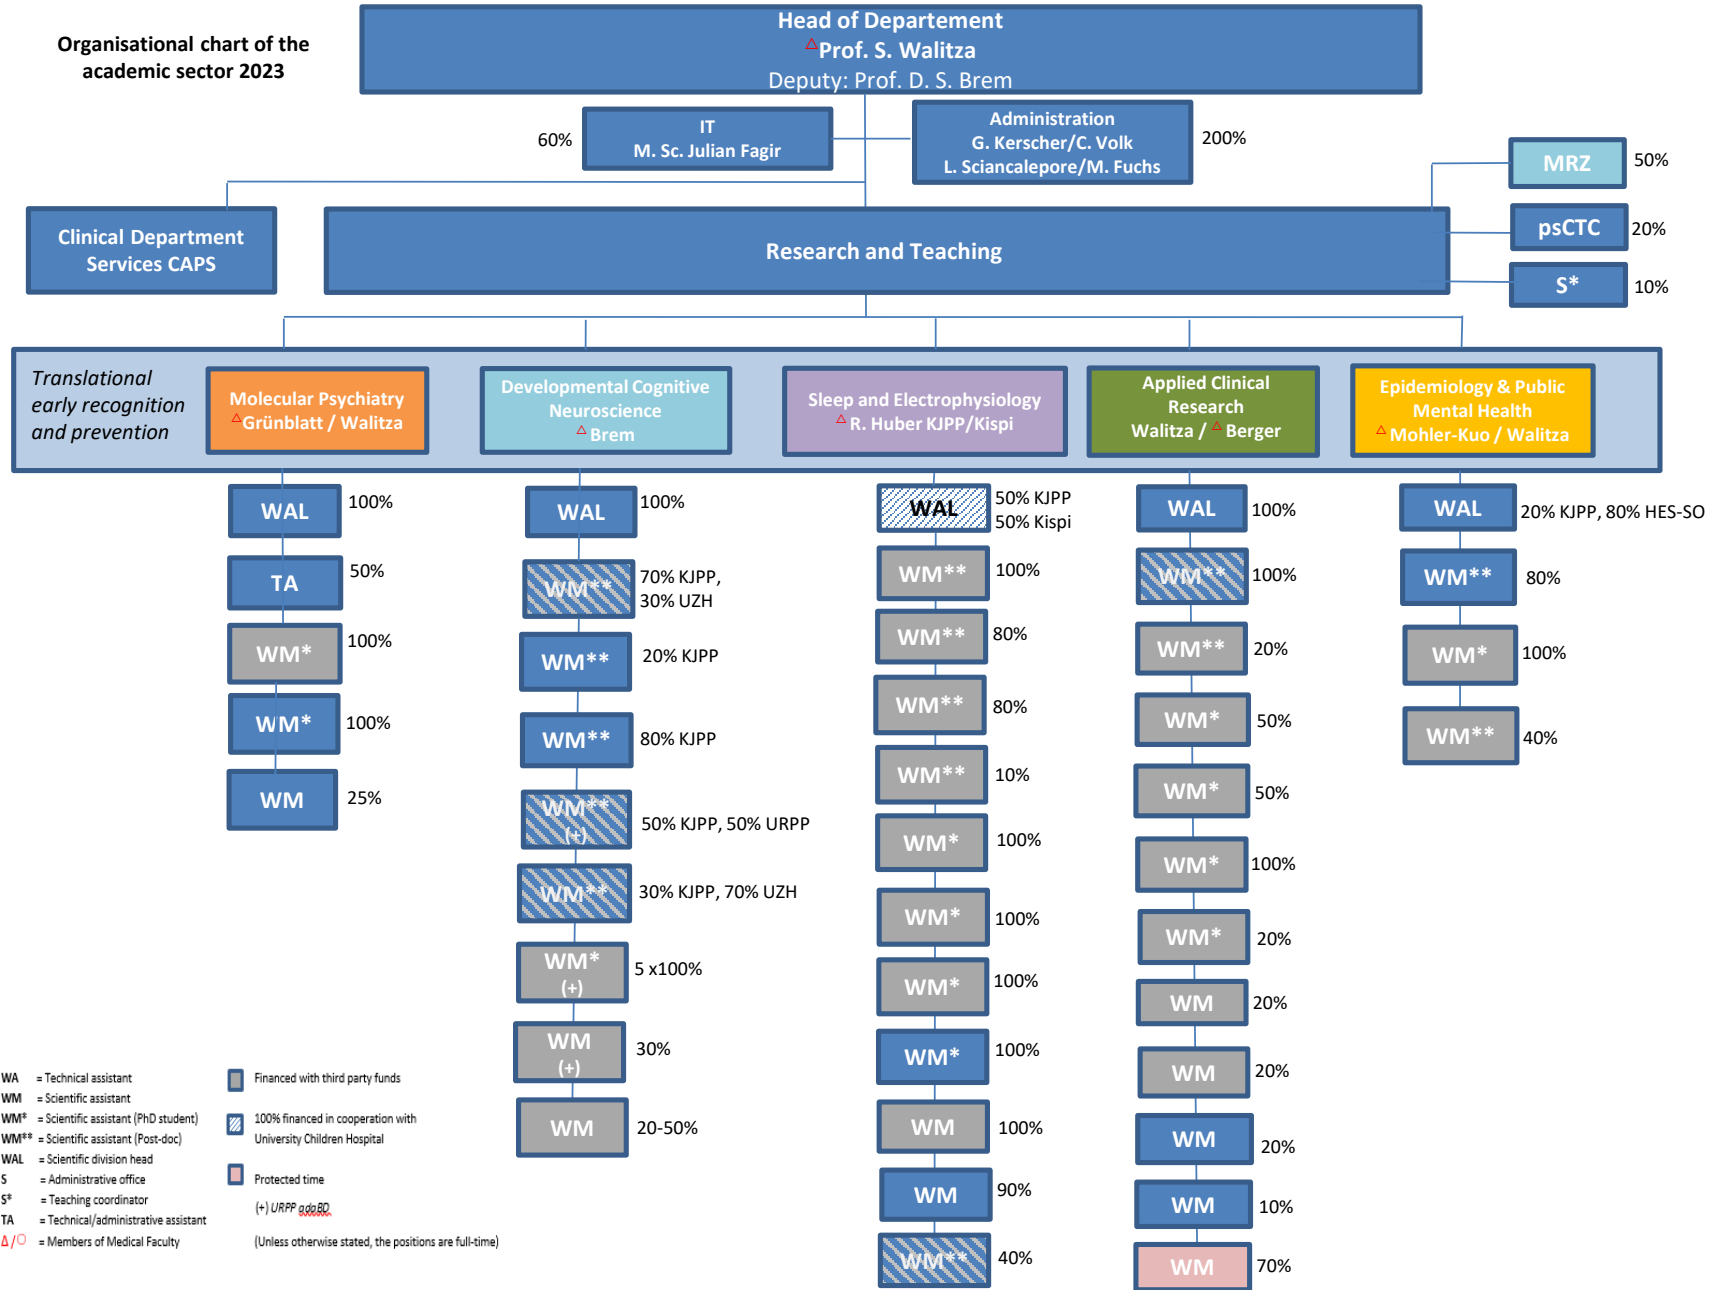 Organisational chart of the
academic sector 2023
Head of Departement
△Prof. S. Walitza
Deputy: Prof. D. S. Brem
60%
IT
M. Sc. Julian Fagir
Administration
G. Kerscher/C. Volk
L. Sciancalepore/M. Fuchs
200%
MRZ
50%
psCTC
20%
S*
10%
Clinical Department
Services CAPS
Research and Teaching
Translational
early recognition
and prevention
Molecular Psychiatry
△Grünblatt / Walitza
Developmental Cognitive
Neuroscience
△ Brem
Sleep and Electrophysiology
△ R. Huber KJPP/Kispi
Applied Clinical
Research
Walitza / △ Berger
Epidemiology & Public
Mental Health
△ Mohler-Kuo / Walitza
WAL
100%
TA
50%
WM*
100%
WM*
100%
WM
25%
WAL
100%
WM**
70% KJPP,
30% UZH
WM**
20% KJPP
WM**
80% KJPP
WM**
(+)
50% KJPP, 50% URPP
WM**
30% KJPP, 70% UZH
WM*
(+)
5 x100%
WM
(+)
30%
WM
20-50%
WAL
50% KJPP
50% Kispi
WM**
100%
WM**
80%
WM**
80%
WM**
10%
WM*
100%
WM*
100%
WM*
100%
WM*
100%
WM
100%
WM
90%
WM**
40%
WAL
100%
WM**
100%
WM**
20%
WM*
50%
WM*
50%
WM*
100%
WM*
20%
WM
20%
WM
20%
WM
20%
WM
10%
WM
70%
WAL
20% KJPP, 80% HES-SO
WM**
80%
WM*
100%
WM**
40%
WA = Technical assistant
WM = Scientific assistant
WM* = Scientific assistant (PhD student)
WM** = Scientific assistant (Post-doc)
WAL = Scientific division head
S = Administrative office
S* = Teaching coordinator
TA = Technical/administrative assistant
Δ/○ = Members of Medical Faculty
Financed with third party funds
100% financed in cooperation with
University Children Hospital
Protected time
(+) URPP adaBD
(Unless otherwise stated, the positions are full-time)